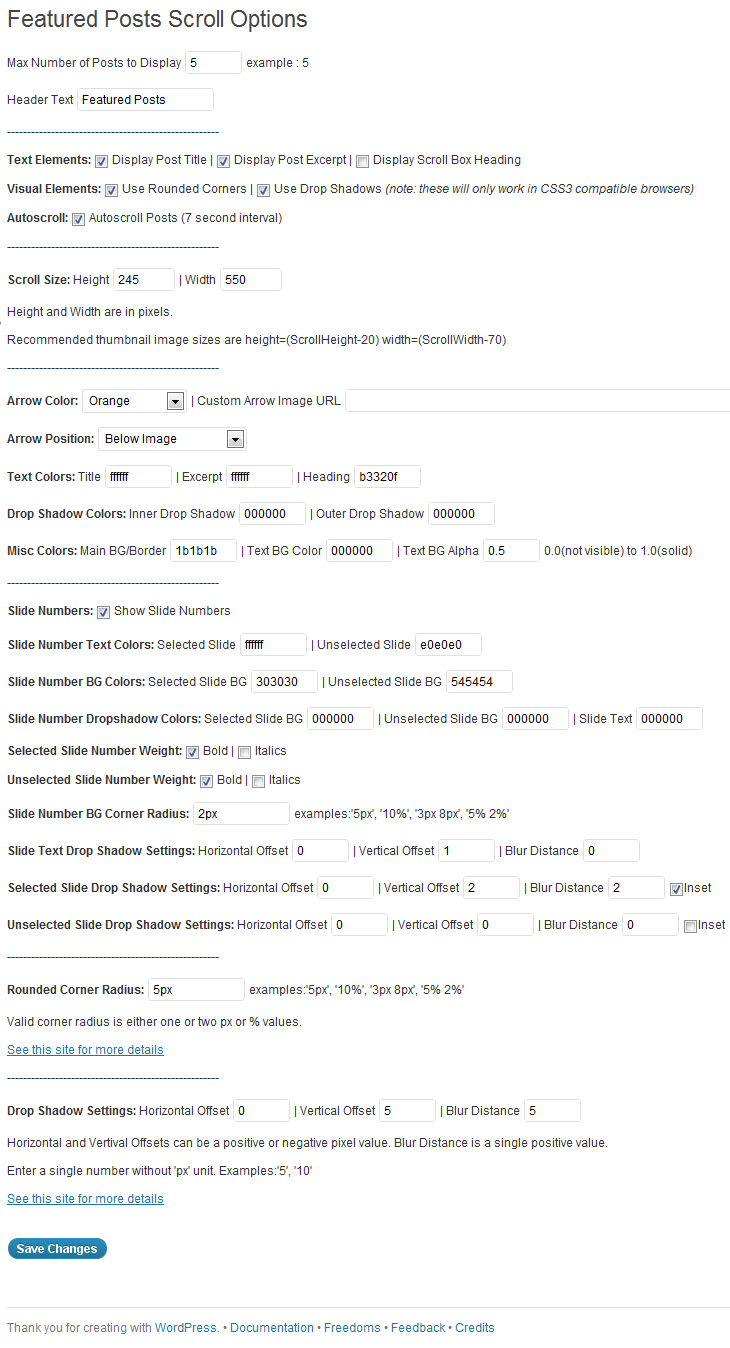 Featured Posts Scroll Options
Max Number of Posts to Display 5 example : 5
Header Text Featured Posts
-----------------------------------------------------
Text Elements: Display Post Title | Display Post Excerpt | Display Scroll Box Heading
Visual Elements: Use Rounded Corners | Use Drop Shadows (note: these will only work in CSS3 compatible browsers)
Autoscroll: Autoscroll Posts (7 second interval)
-----------------------------------------------------
Scroll Size: Height 245 | Width 550
Height and Width are in pixels.
Recommended thumbnail image sizes are height=(ScrollHeight-20) width=(ScrollWidth-70)
-----------------------------------------------------
Arrow Color: Orange | Custom Arrow Image URL
Arrow Position: Below Image
Text Colors: Title ffffff | Excerpt ffffff | Heading b3320f
Drop Shadow Colors: Inner Drop Shadow 000000 | Outer Drop Shadow 000000
Misc Colors: Main BG/Border 1b1b1b | Text BG Color 000000 | Text BG Alpha 0.5 0.0(not visible) to 1.0(solid)
-----------------------------------------------------
Slide Numbers: Show Slide Numbers
Slide Number Text Colors: Selected Slide ffffff | Unselected Slide e0e0e0
Slide Number BG Colors: Selected Slide BG 303030 | Unselected Slide BG 545454
Slide Number Dropshadow Colors: Selected Slide BG 000000 | Unselected Slide BG 000000 | Slide Text 000000
Selected Slide Number Weight: Bold | Italics
Unselected Slide Number Weight: Bold | Italics
Slide Number BG Corner Radius: 2px examples:'5px', '10%', '3px 8px', '5% 2%'
Slide Text Drop Shadow Settings: Horizontal Offset 0 | Vertical Offset 1 | Blur Distance 0
Selected Slide Drop Shadow Settings: Horizontal Offset 0 | Vertical Offset 2 | Blur Distance 2 Inset
Unselected Slide Drop Shadow Settings: Horizontal Offset 0 | Vertical Offset 0 | Blur Distance 0 Inset
-----------------------------------------------------
Rounded Corner Radius: 5px examples:'5px', '10%', '3px 8px', '5% 2%'
Valid corner radius is either one or two px or % values.
See this site for more details
-----------------------------------------------------
Drop Shadow Settings: Horizontal Offset 0 | Vertical Offset 5 | Blur Distance 5
Horizontal and Vertival Offsets can be a positive or negative pixel value. Blur Distance is a single positive value.
Enter a single number without 'px' unit. Examples:'5', '10'
See this site for more details
Save Changes
Thank you for creating with WordPress. • Documentation • Freedoms • Feedback • Credits